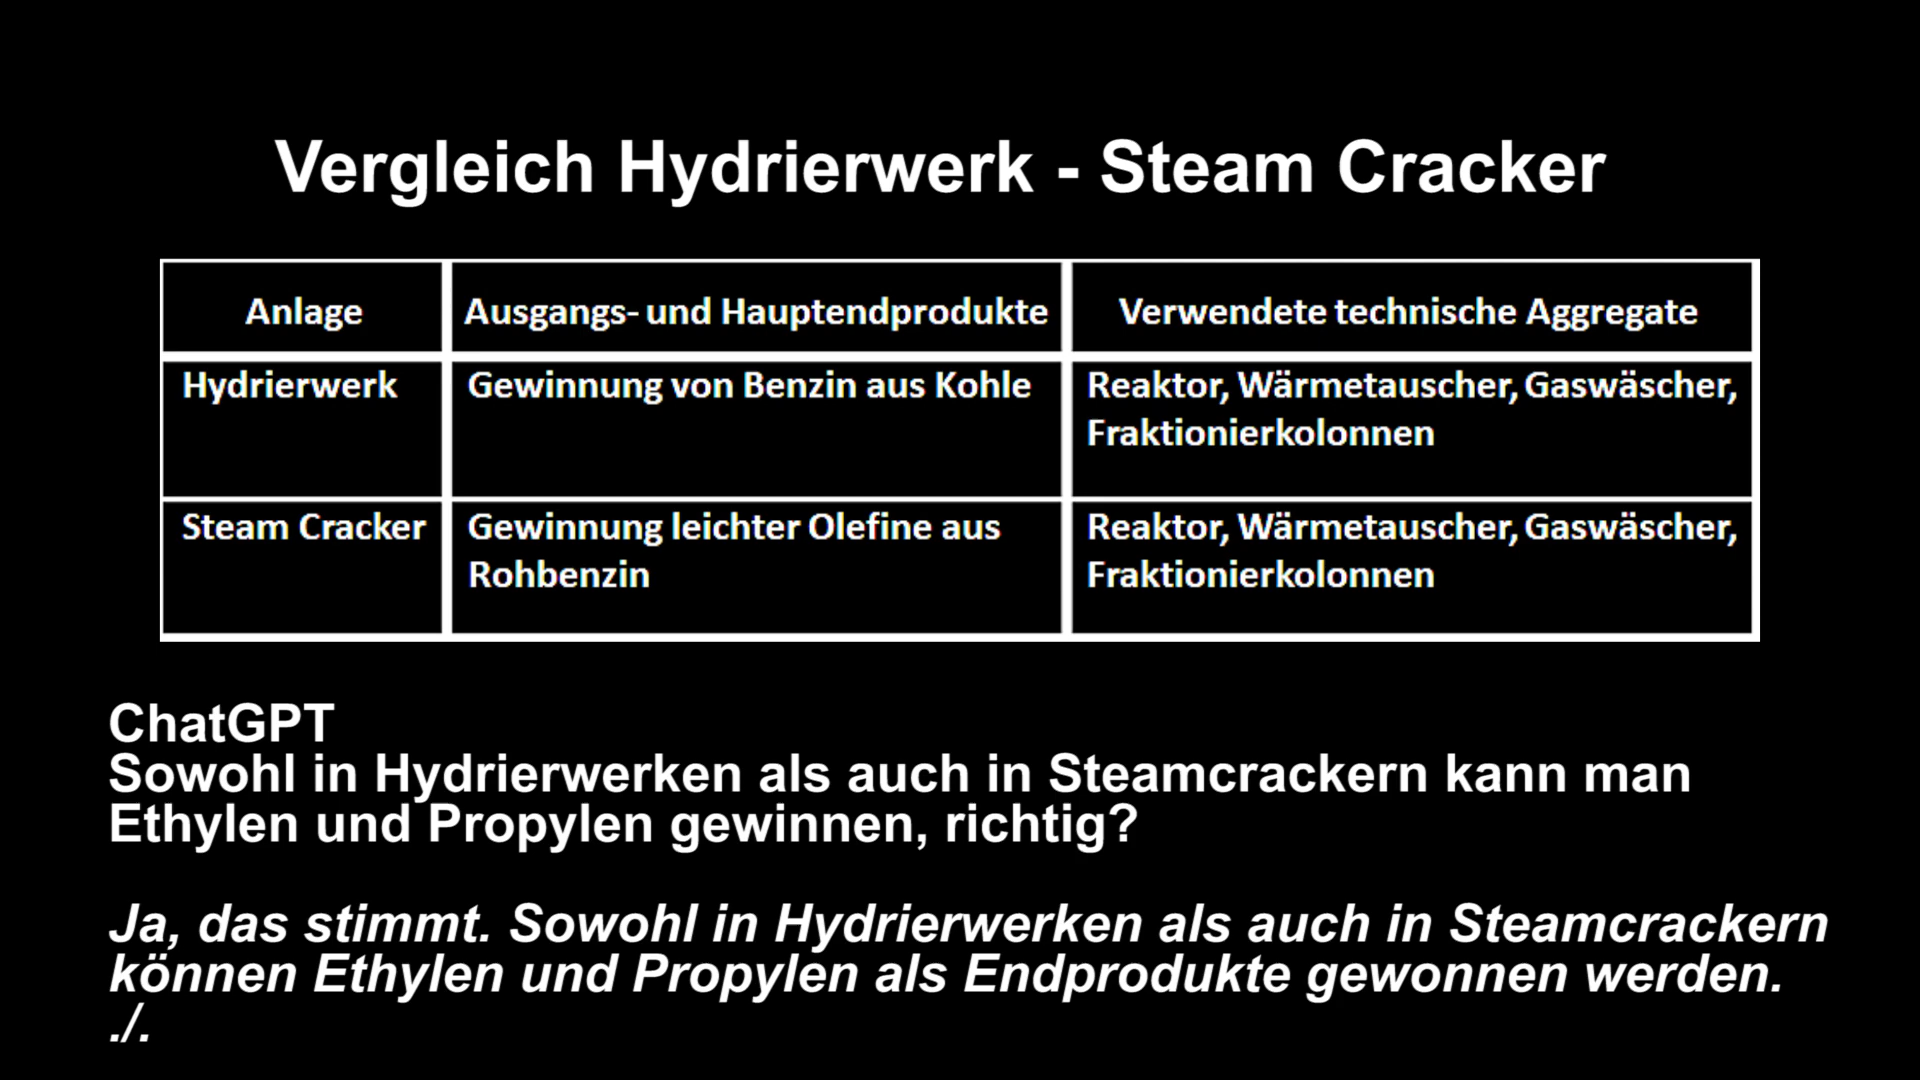 Vergleich Hydrierwerk - Steam Cracker
Anlage
Ausgangs- und Hauptendprodukte
Verwendete technische Aggregate
Hydrierwerk
Gewinnung von Benzin aus Kohle
Reaktor, Wärmetauscher, Gaswäscher,
Fraktionierkolonnen
Steam Cracker
Gewinnung leichter Olefine aus
Rohbenzin
Reaktor, Wärmetauscher, Gaswäscher,
Fraktionierkolonnen
ChatGPT
Sowohl in Hydrierwerken als auch in Steamcrackern kann man
Ethylen und Propylen gewinnen, richtig?
Ja, das stimmt. Sowohl in Hydrierwerken als auch in Steamcrackern
können Ethylen und Propylen als Endprodukte gewonnen werden.
./.